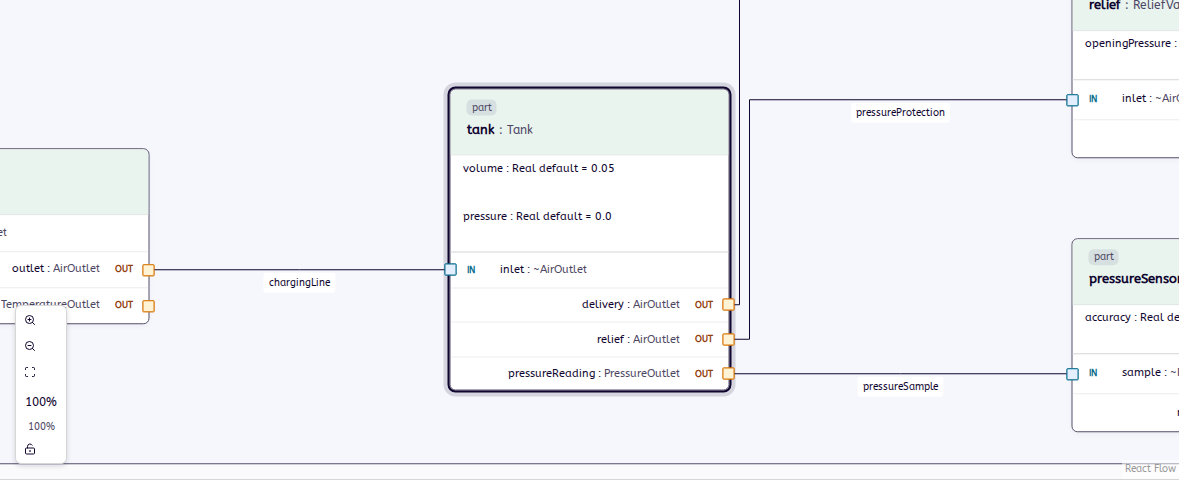 relief : ReliefVa
openingPressure :
IN inlet : ~AirO
pressureProtection
part
tank : Tank
volume : Real default = 0.05
pressure : Real default = 0.0
IN inlet : ~AirOutlet
delivery : AirOutlet OUT
relief : AirOutlet OUT
pressureReading : PressureOutlet OUT
et
outlet : AirOutlet OUT
TemperatureOutlet OUT
chargingLine
pressureSample
part
pressureSensor
accuracy : Real de
IN sample : ~
100%
100%
React Flow